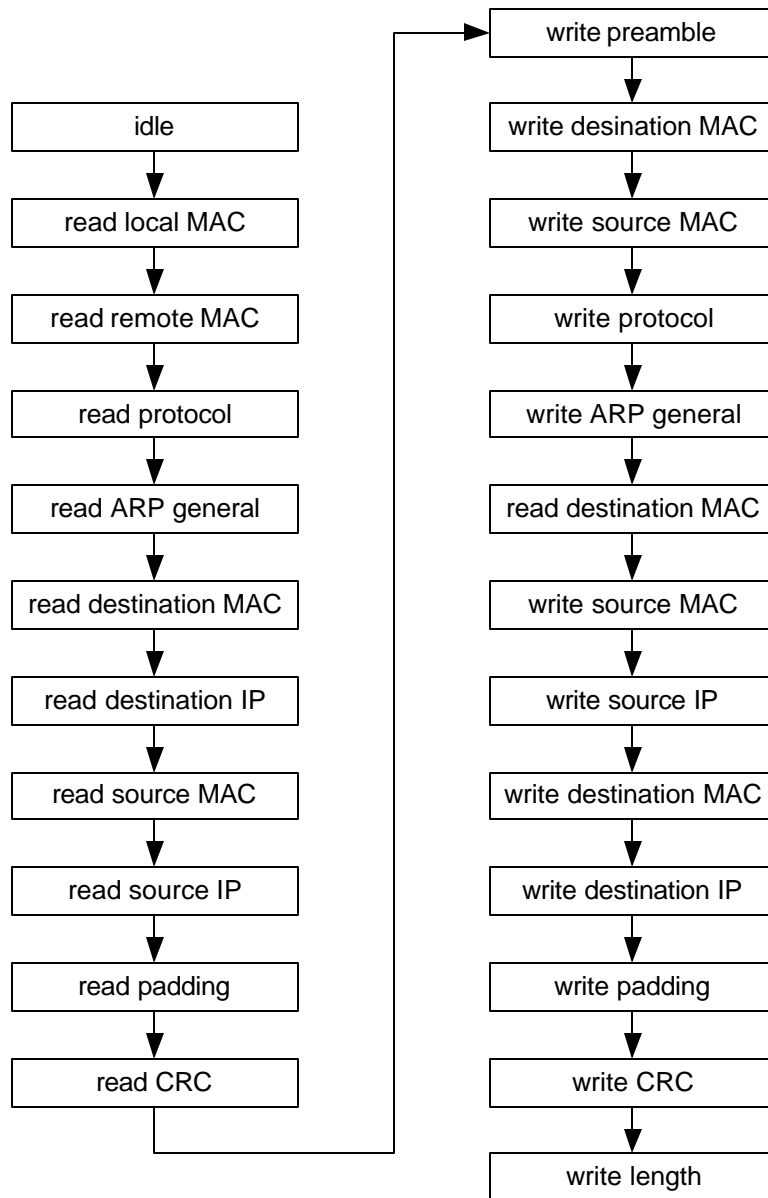 idle
read local MAC
read remote MAC
read protocol
read ARP general
read destination MAC
read destination IP
read source MAC
read source IP
read padding
read CRC
write preamble
write desination MAC
write source MAC
write protocol
write ARP general
read destination MAC
write source MAC
write source IP
write destination MAC
write destination IP
write padding
write CRC
write length